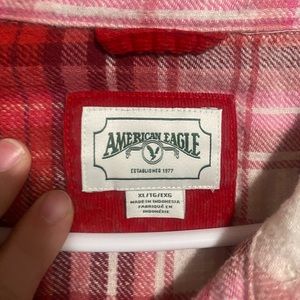 AMERICAN EAGLE
ESTABLISHED 1977
XL/TG/EXG
MADE IN INDONESIA
FABRIQUÉ EN
INDONÉSIE